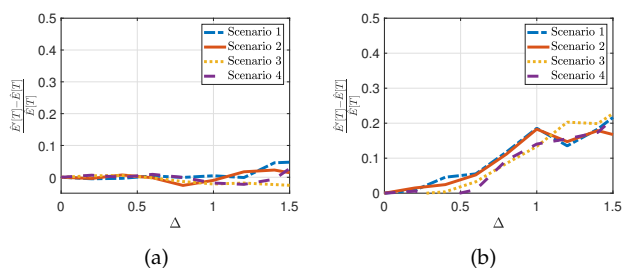 0.5
0.4
0.3
0.2
0.1
0
0 0.5 1 1.5
Δ
Ê′[T]−Ê[T]
Ê[T]
Scenario 1
Scenario 2
Scenario 3
Scenario 4
(a)
0.5
0.4
0.3
0.2
0.1
0
0 0.5 1 1.5
Δ
Ê′[T]−Ê[T]
Ê[T]
Scenario 1
Scenario 2
Scenario 3
Scenario 4
(b)